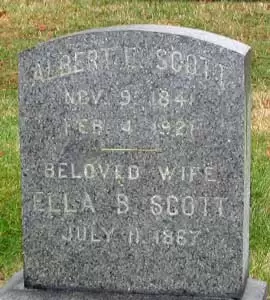 ALBERT L. SCOTT
NOV. 9. 1841
FEB. 4. 1921
BELOVED WIFE
ELLA B. SCOTT
JULY 11. 1867